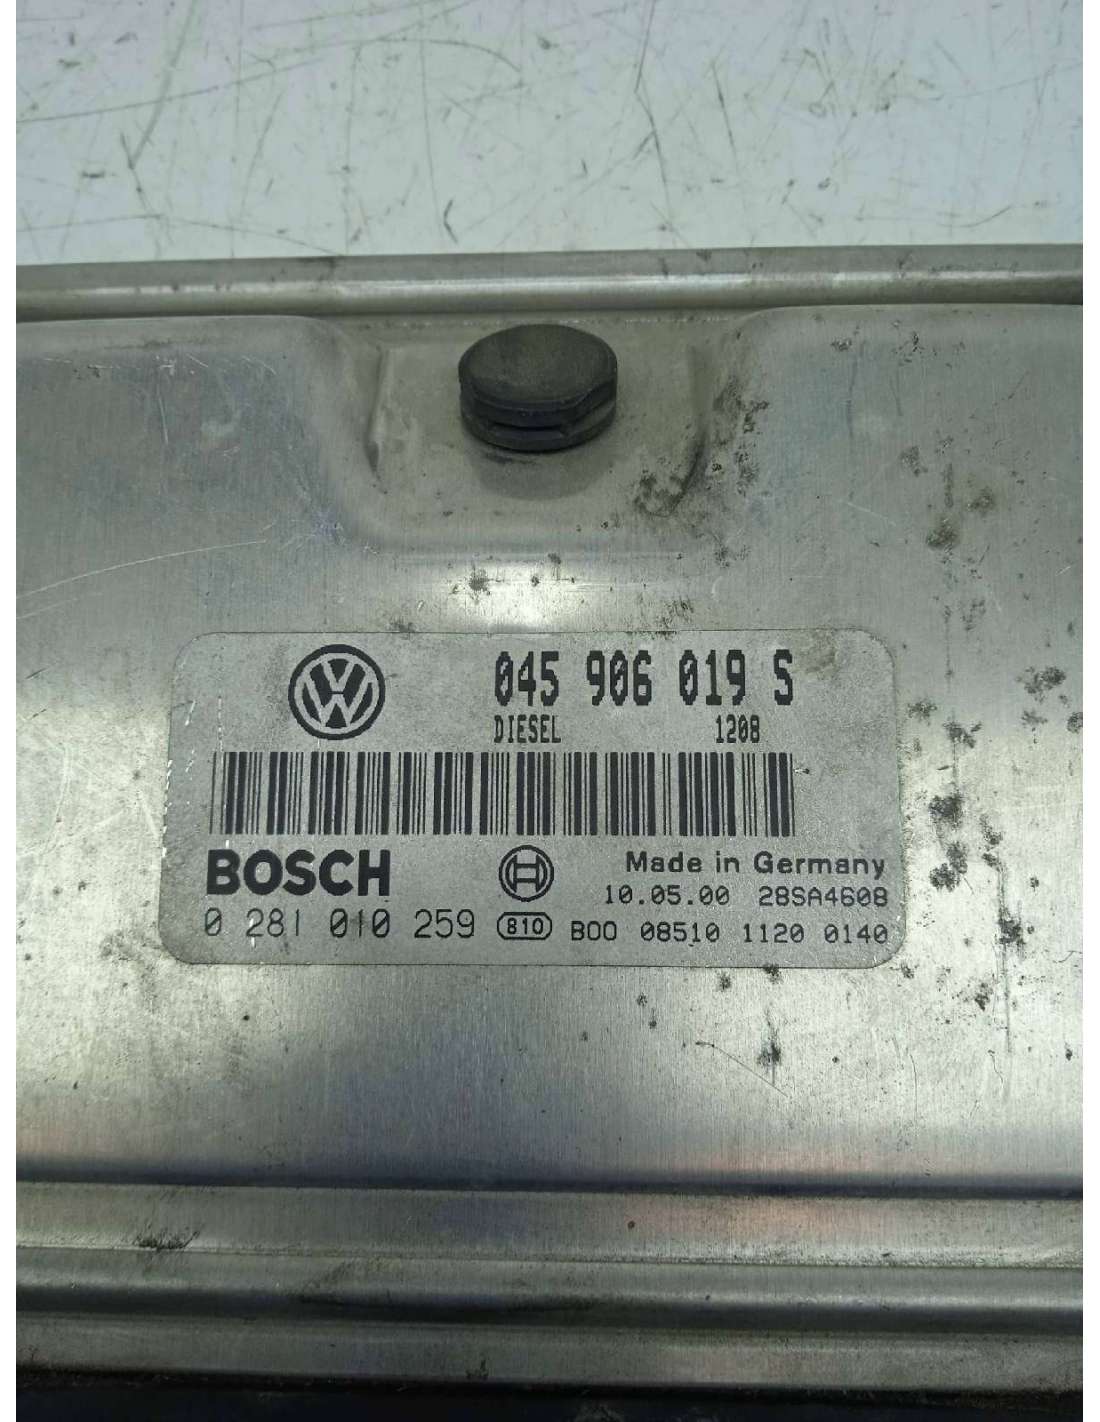 045 906 019 S
DIESEL 1208
BOSCH Made in Germany
10.05.00 28SA4608
0 281 010 259 810 B00 08510 1120 0140